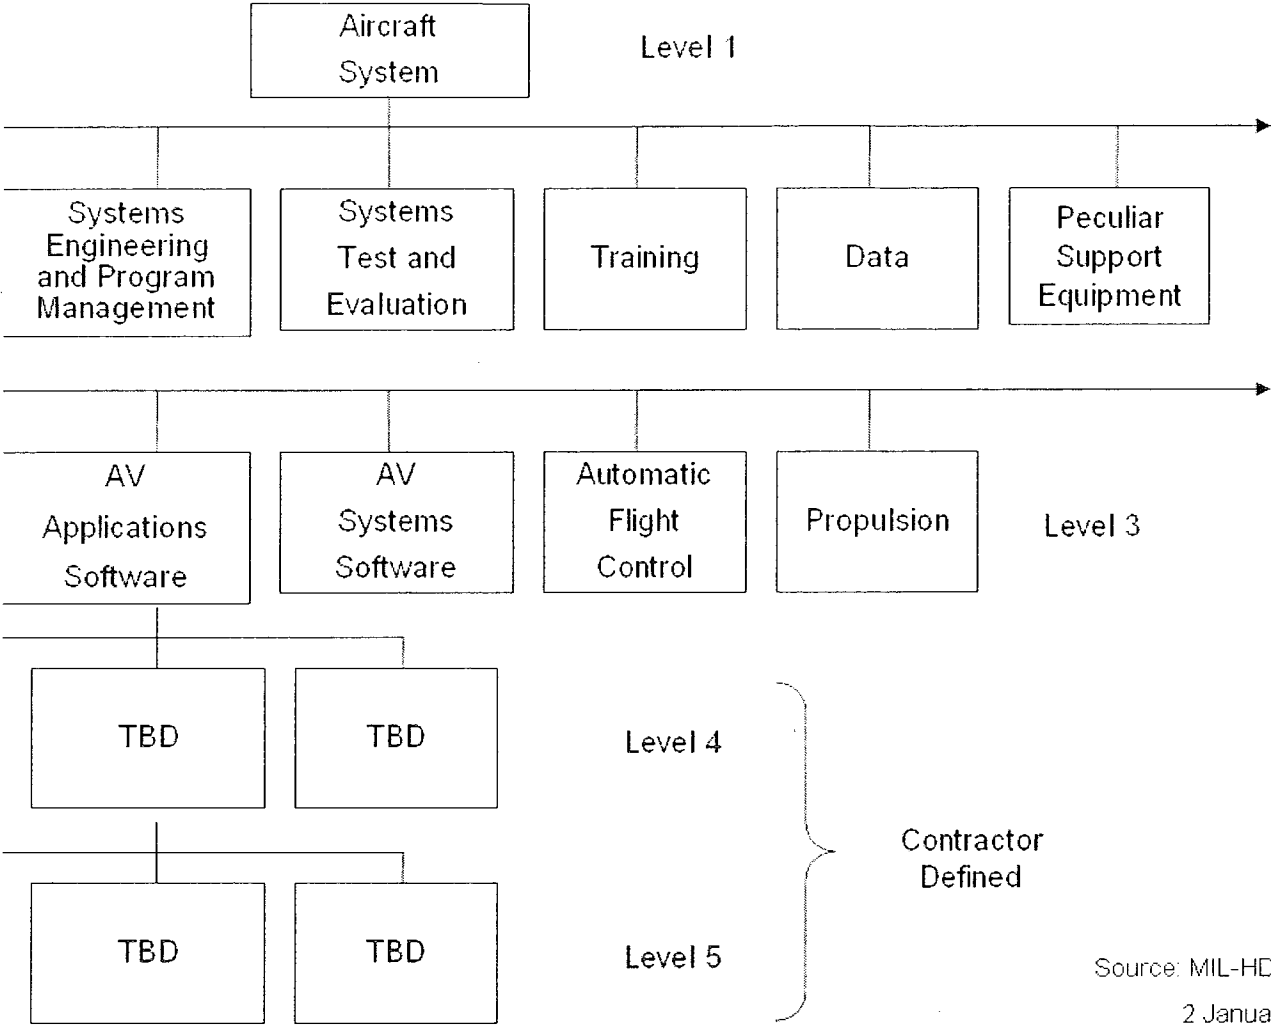 Aircraft
System
Level 1
Systems
Engineering
and Program
Management
Systems
Test and
Evaluation
Training
Data
Peculiar
Support
Equipment
AV
Applications
Software
AV
Systems
Software
Automatic
Flight
Control
Propulsion
Level 3
TBD
TBD
Level 4
Contractor
Defined
TBD
TBD
Level 5
Source: MIL-HD
2 Janua